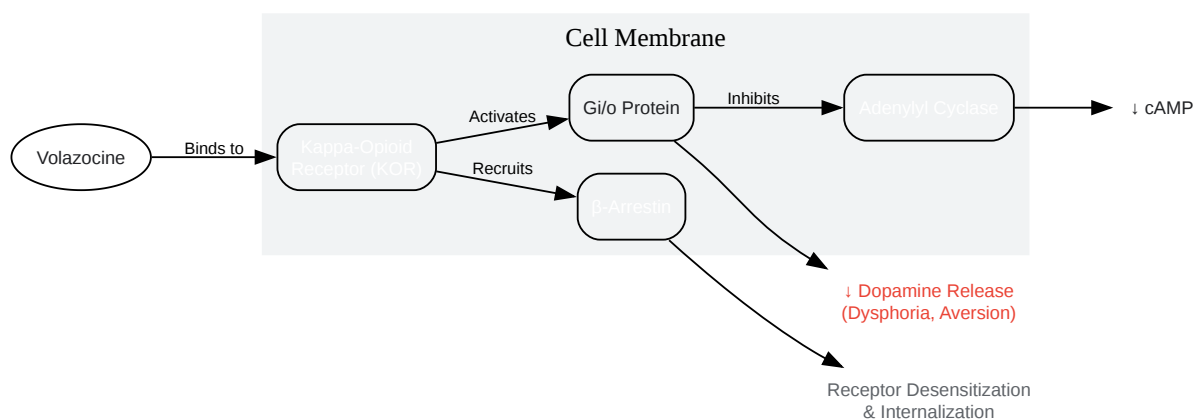 Cell Membrane
Volazocine
Binds to
Kappa-Opioid
Receptor (KOR)
Activates
Recruits
Gi/o Protein
β-Arrestin
Inhibits
Adenylyl Cyclase
↓ cAMP
↓ Dopamine Release
(Dysphoria, Aversion)
Receptor Desensitization
& Internalization